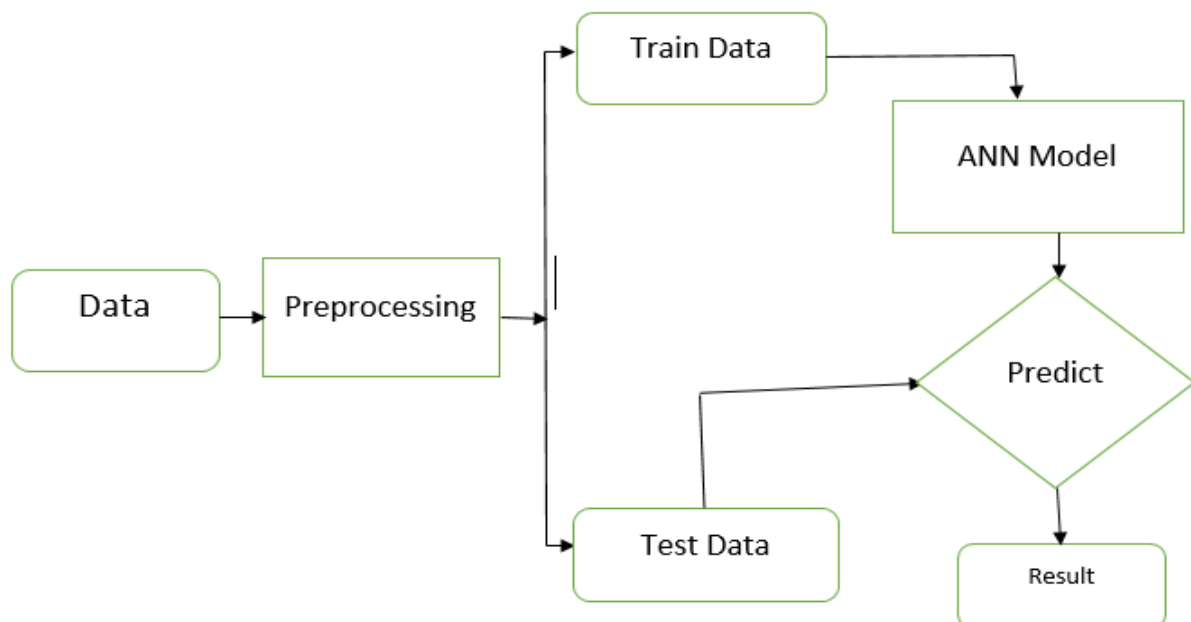 Train Data
ANN Model
Data
Preprocessing
Predict
Test Data
Result